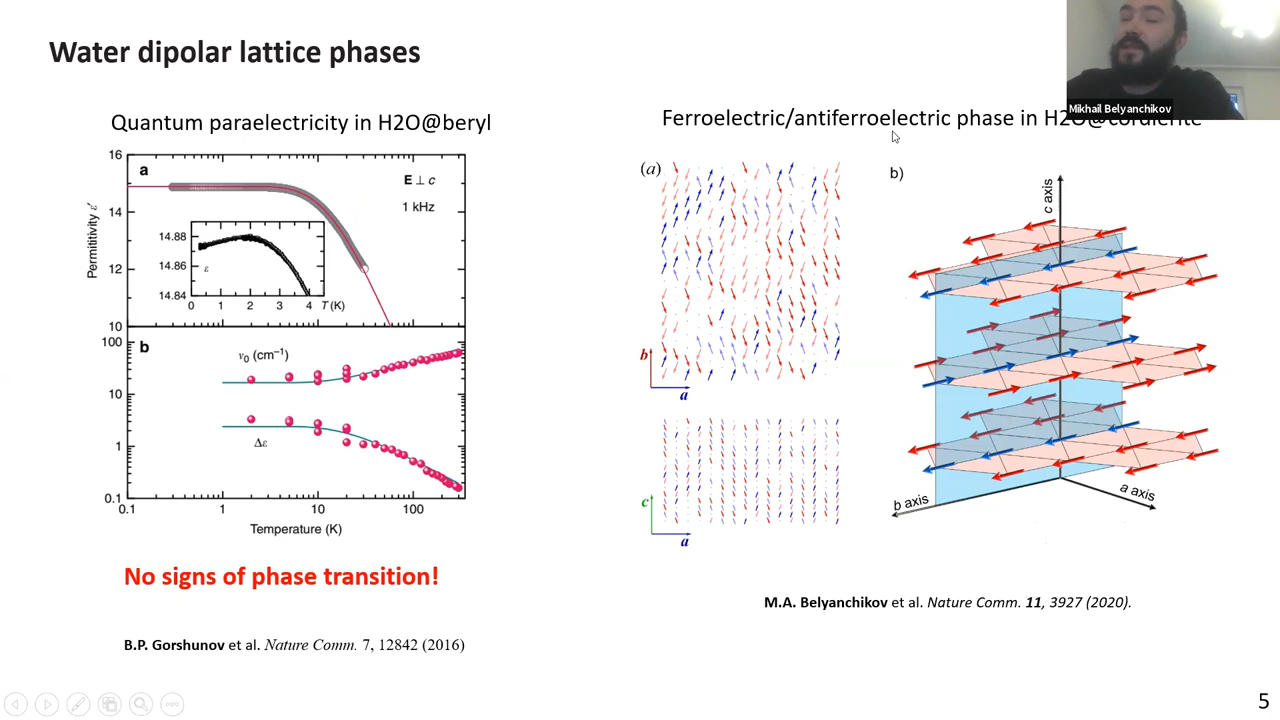 Water dipolar lattice phases
Mikhail Belyanchikov
Quantum paraelectricity in H2O@beryl
16
14
12
10
Permittitivity ε′
a
E ⊥ c
1 kHz
14.88
14.86
14.84
ε
0 1 2 3 4 T (K)
100
10
1
0.1
b
ν0 (cm⁻¹)
Δε
0.1 1 10 100
Temperature (K)
No signs of phase transition!
B.P. Gorshunov et al. Nature Comm. 7, 12842 (2016)
Ferroelectric/antiferroelectric phase in H2O@cordierite
(a)
b
a
c
a
b)
c axis
b axis
a axis
M.A. Belyanchikov et al. Nature Comm. 11, 3927 (2020).
5